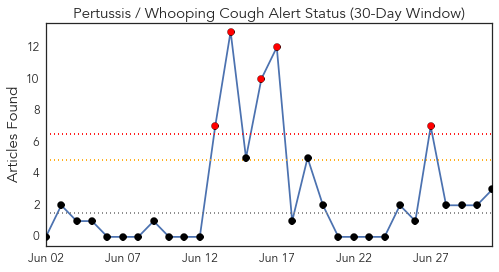 Pertussis / Whooping Cough Alert Status (30-Day Window)
Articles Found
12
10
8
6
4
2
0
Jun 02 Jun 07 Jun 12 Jun 17 Jun 22 Jun 27